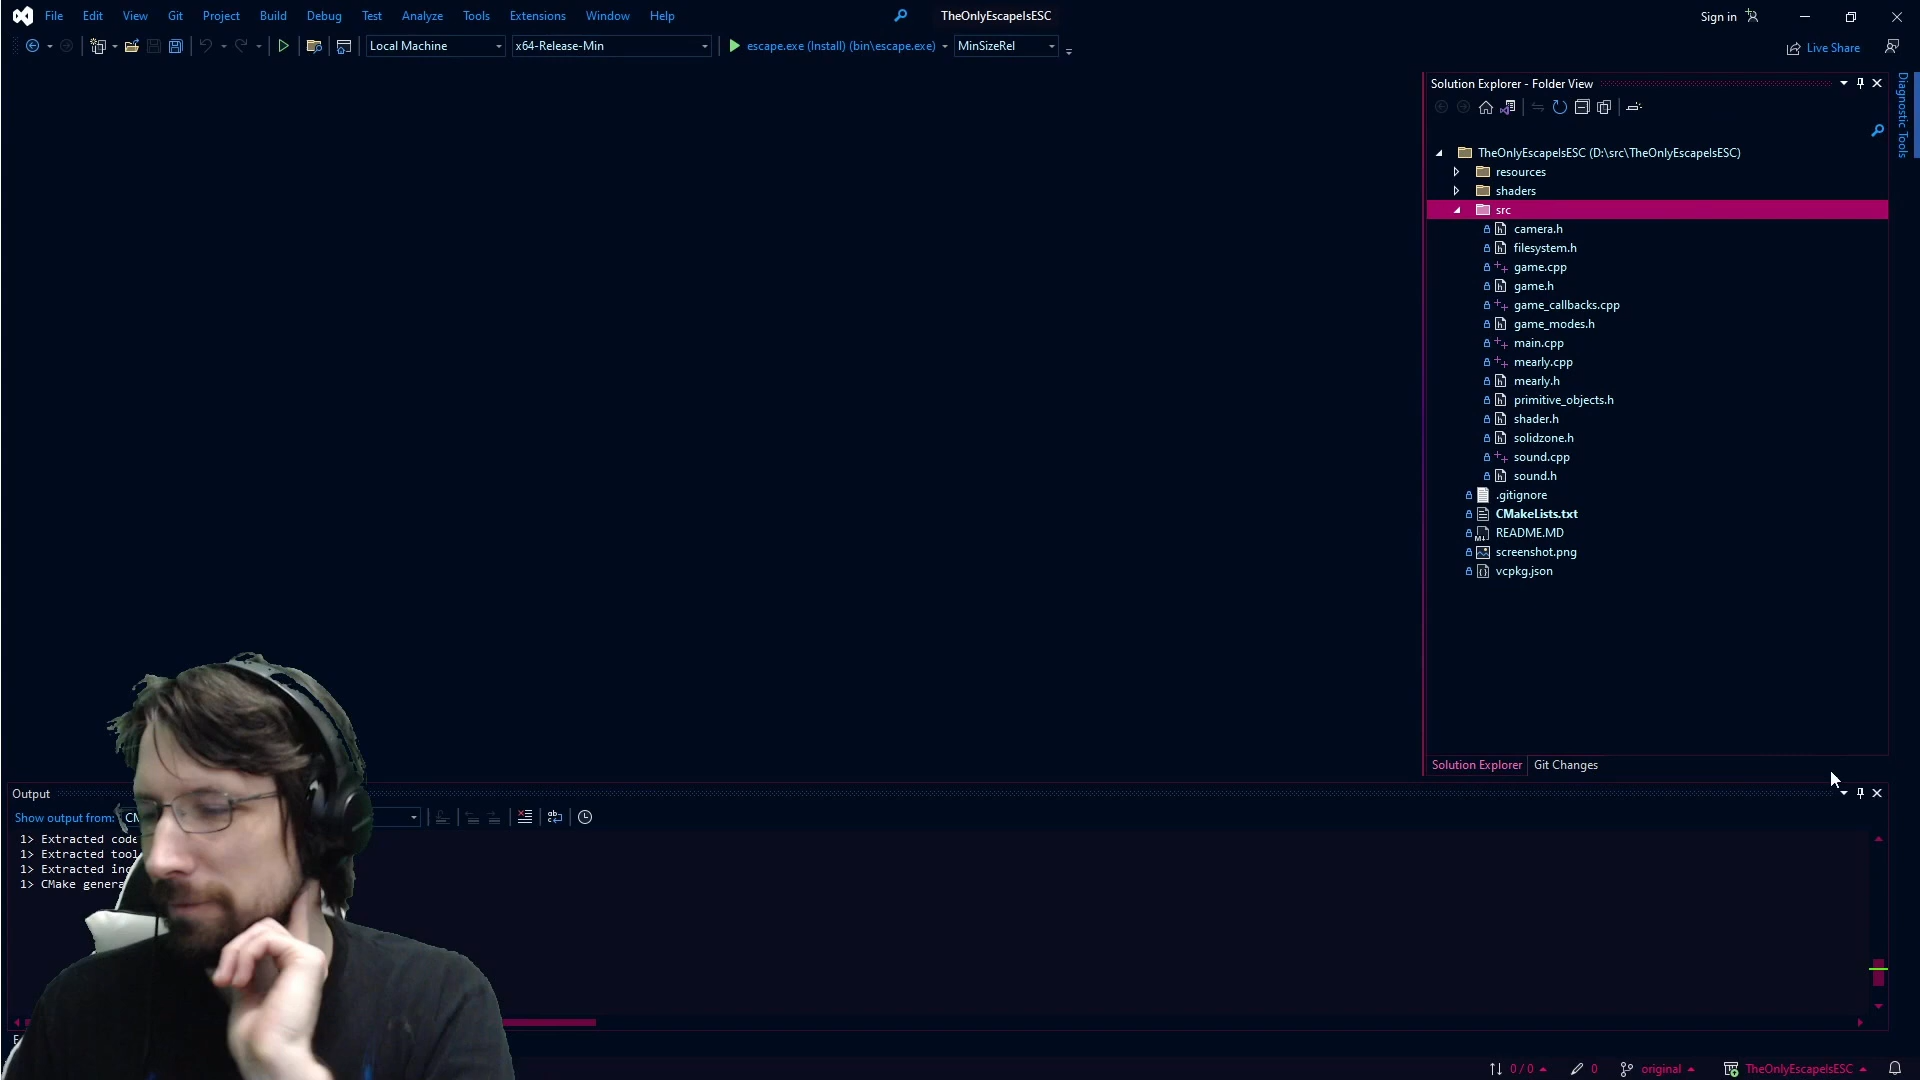 File Edit View Git Project Build Debug Test Analyze Tools Extensions Window Help TheOnlyEscapeIsESC Sign in
Local Machine x64-Release-Min escape.exe (Install) (bin\escape.exe) MinSizeRel Live Share
Solution Explorer - Folder View
Diagnostic Tools
TheOnlyEscapeIsESC (D:\src\TheOnlyEscapeIsESC)
resources
shaders
src
camera.h
filesystem.h
game.cpp
game.h
game_callbacks.cpp
game_modes.h
main.cpp
mearly.cpp
mearly.h
primitive_objects.h
shader.h
solidzone.h
sound.cpp
sound.h
.gitignore
CMakeLists.txt
README.MD
screenshot.png
vcpkg.json
Solution Explorer Git Changes
Output
Show output from:
1> Extracted code
1> Extracted
1> Extracted
1> CMake
0 / 0 0 original TheOnlyEscapeIsESC